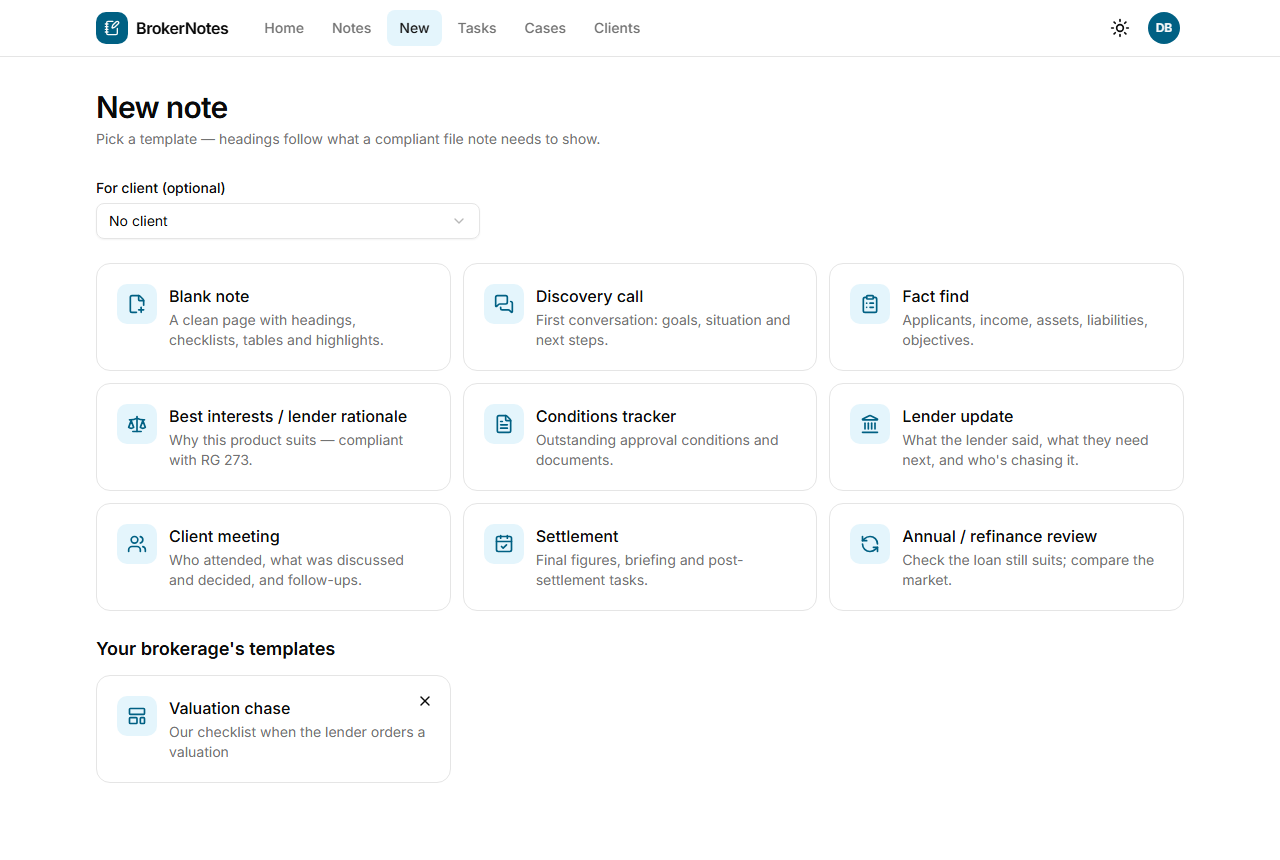 BrokerNotes
Home
Notes
New
Tasks
Cases
Clients
DB
New note
Pick a template — headings follow what a compliant file note needs to show.
For client (optional)
No client
Blank note
A clean page with headings,
checklists, tables and highlights.
Discovery call
First conversation: goals, situation and
next steps.
Fact find
Applicants, income, assets, liabilities,
objectives.
Best interests / lender rationale
Why this product suits — compliant
with RG 273.
Conditions tracker
Outstanding approval conditions and
documents.
Lender update
What the lender said, what they need
next, and who's chasing it.
Client meeting
Who attended, what was discussed
and decided, and follow-ups.
Settlement
Final figures, briefing and post-
settlement tasks.
Annual / refinance review
Check the loan still suits; compare the
market.
Your brokerage's templates
Valuation chase
Our checklist when the lender orders a
valuation